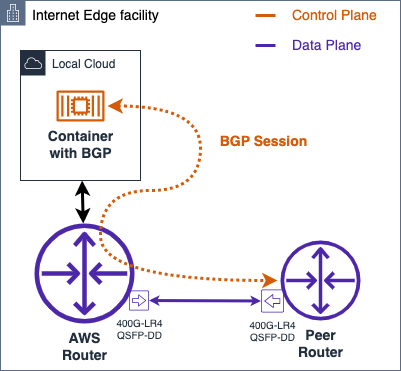 Internet Edge facility
Control Plane
Data Plane
Local Cloud
Container
with BGP
BGP Session
400G-LR4
QSFP-DD
400G-LR4
QSFP-DD
AWS
Router
Peer
Router